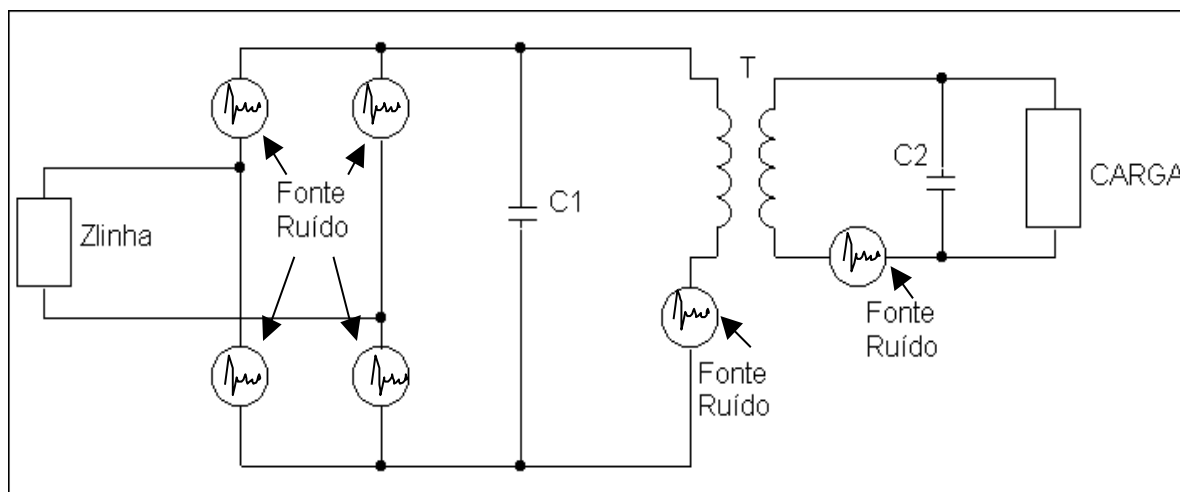 T
Fonte
Ruído
C1
C2
CARGA
Zlinha
Fonte
Ruído
Fonte
Ruído